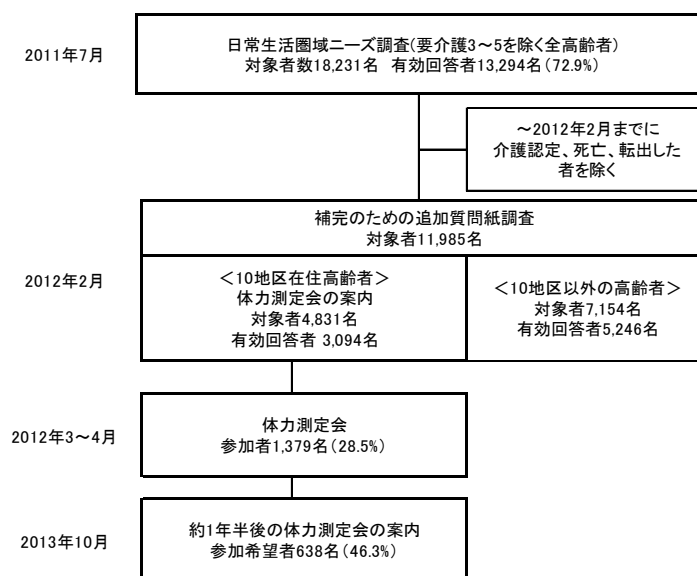 2011年7月
日常生活圏域ニーズ調査(要介護3～5を除く全高齢者)
対象者数18,231名 有効回答者13,294名(72.9%)
～2012年2月までに
介護認定、死亡、転出した
者を除く
補完のための追加質問紙調査
対象者11,985名
2012年2月
＜10地区在住高齢者＞
体力測定会の案内
対象者4,831名
有効回答者 3,094名
＜10地区以外の高齢者＞
対象者7,154名
有効回答者5,246名
2012年3～4月
体力測定会
参加者1,379名(28.5%)
2013年10月
約1年半後の体力測定会の案内
参加希望者638名(46.3%)